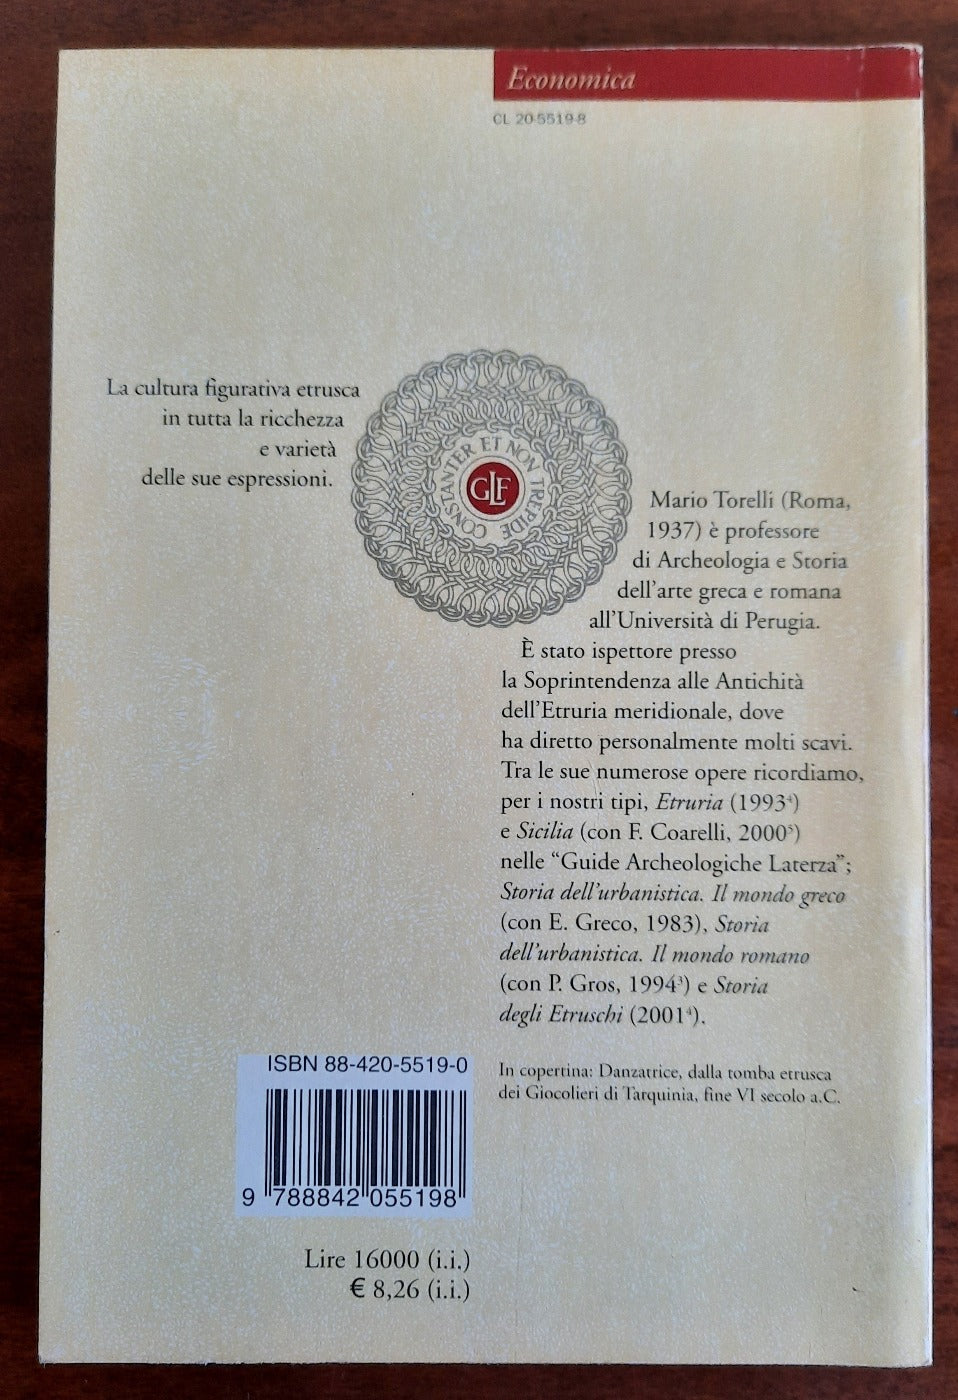 Economica
CL 20-5519-8
La cultura figurativa etrusca
in tutta la ricchezza
e varietà
delle sue espressioni.
CONSTANTER ET NON TREPIDE
GLF
Mario Torelli (Roma,
1937) è professore
di Archeologia e Storia
dell'arte greca e romana
all'Università di Perugia.
È stato ispettore presso
la Soprintendenza alle Antichità
dell'Etruria meridionale, dove
ha diretto personalmente molti scavi.
Tra le sue numerose opere ricordiamo,
per i nostri tipi, Etruria (1993⁴)
e Sicilia (con F. Coarelli, 2000⁵)
nelle “Guide Archeologiche Laterza”;
Storia dell'urbanistica. Il mondo greco
(con E. Greco, 1983), Storia
dell'urbanistica. Il mondo romano
(con P. Gros, 1994³) e Storia
degli Etruschi (2001⁴).
In copertina: Danzatrice, dalla tomba etrusca
dei Giocolieri di Tarquinia, fine VI secolo a.C.
ISBN 88-420-5519-0
9 788842 055198
Lire 16000 (i.i.)
€ 8,26 (i.i.)